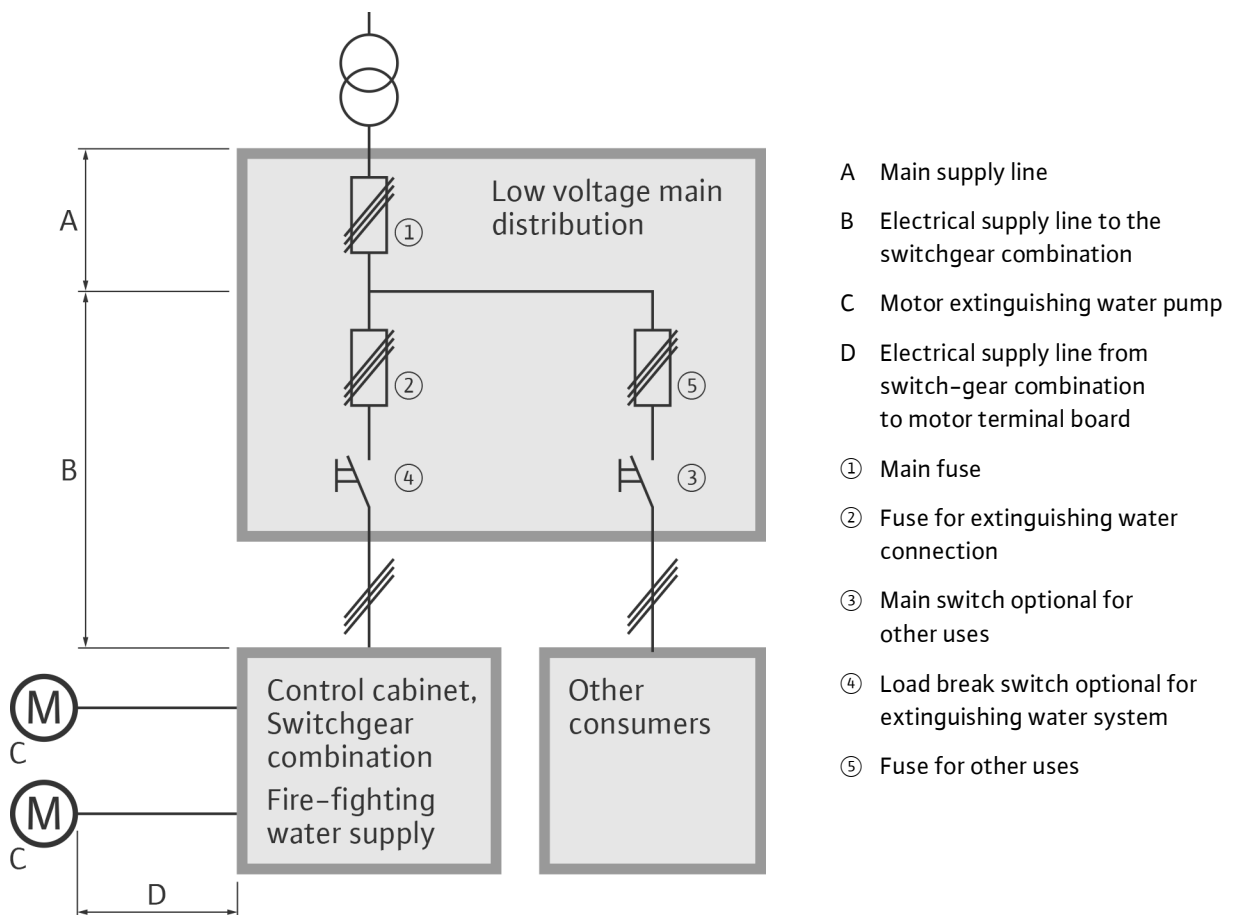 Low voltage main
distribution
A
①
②
⑤
B
④
③
Control cabinet,
Switchgear
combination
Fire-fighting
water supply
Other
consumers
M
C
M
C
D
A Main supply line
B Electrical supply line to the
switchgear combination
C Motor extinguishing water pump
D Electrical supply line from
switch-gear combination
to motor terminal board
① Main fuse
② Fuse for extinguishing water
connection
③ Main switch optional for
other uses
④ Load break switch optional for
extinguishing water system
⑤ Fuse for other uses